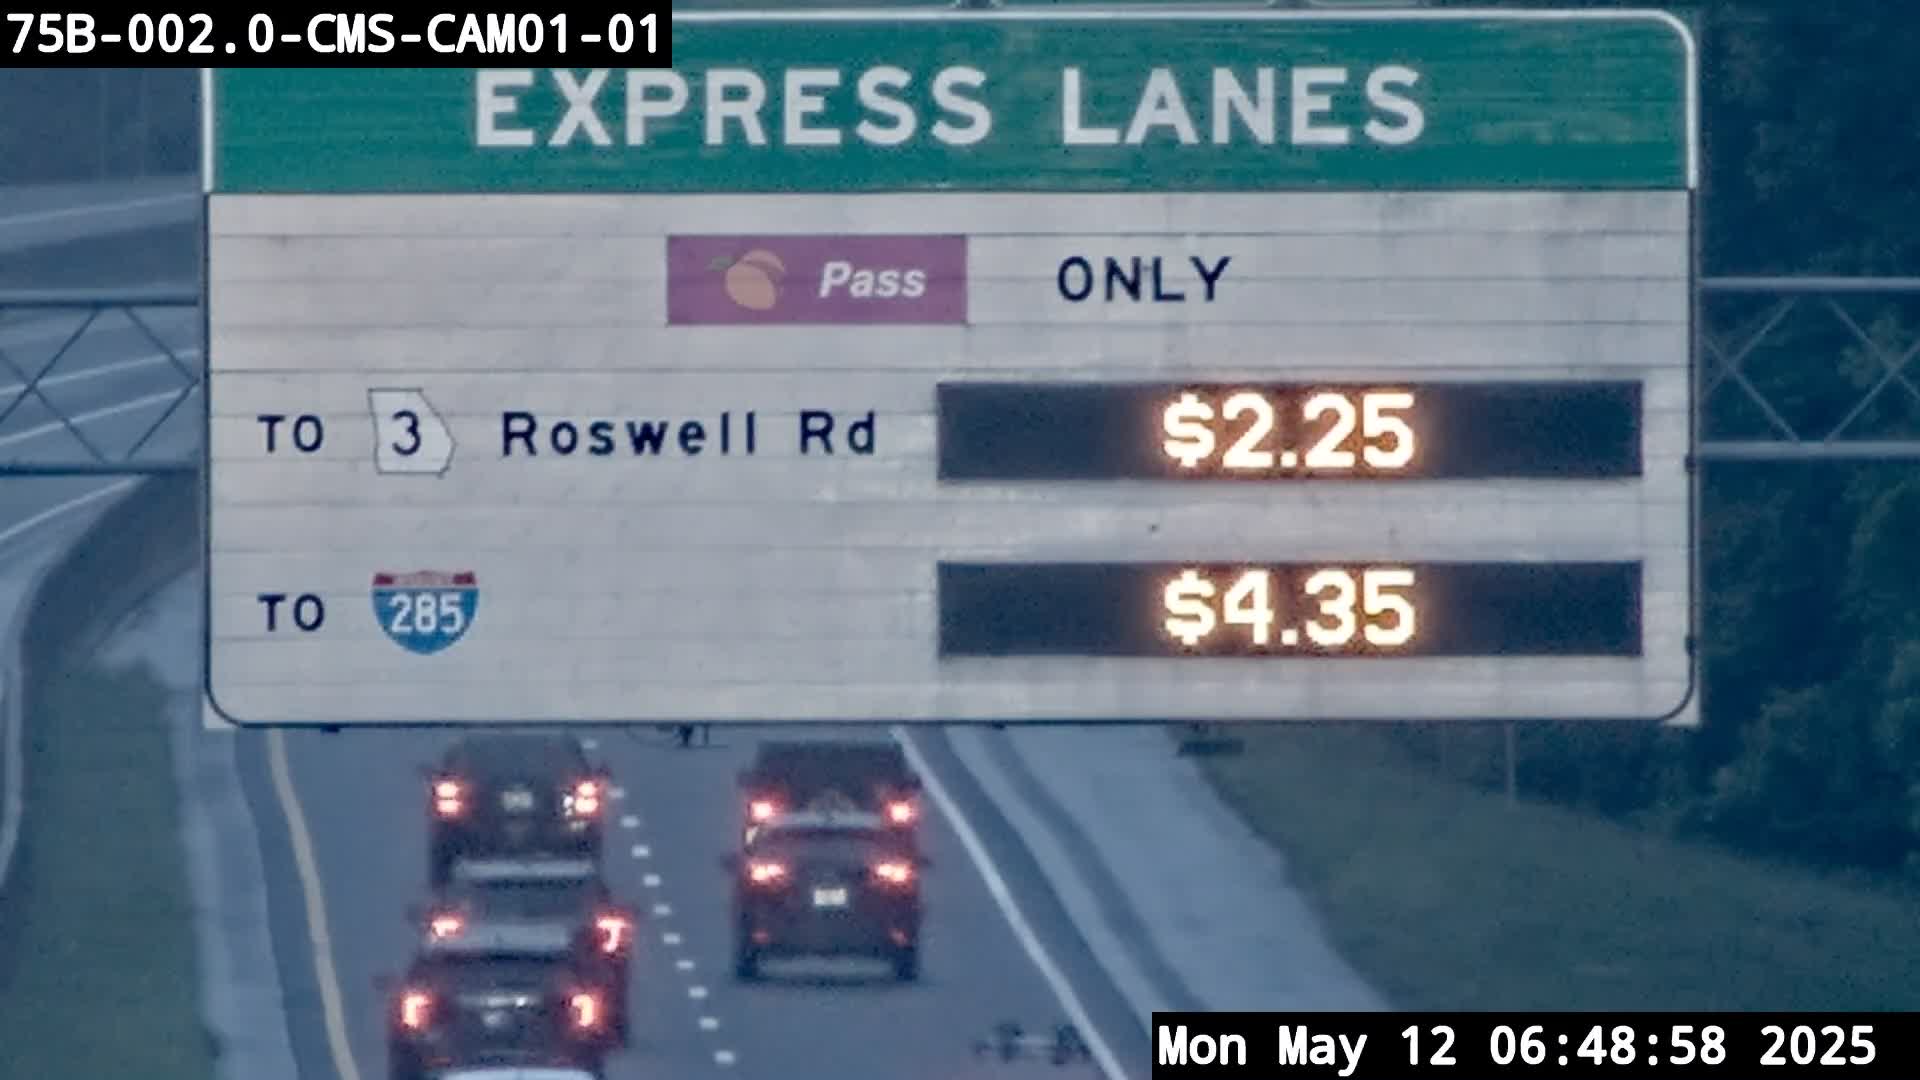 75B-002.0-CMS-CAM01-01
EXPRESS LANES
Pass ONLY
TO 3 Roswell Rd $2.25
TO 285 $4.35
Mon May 12 06:48:58 2025